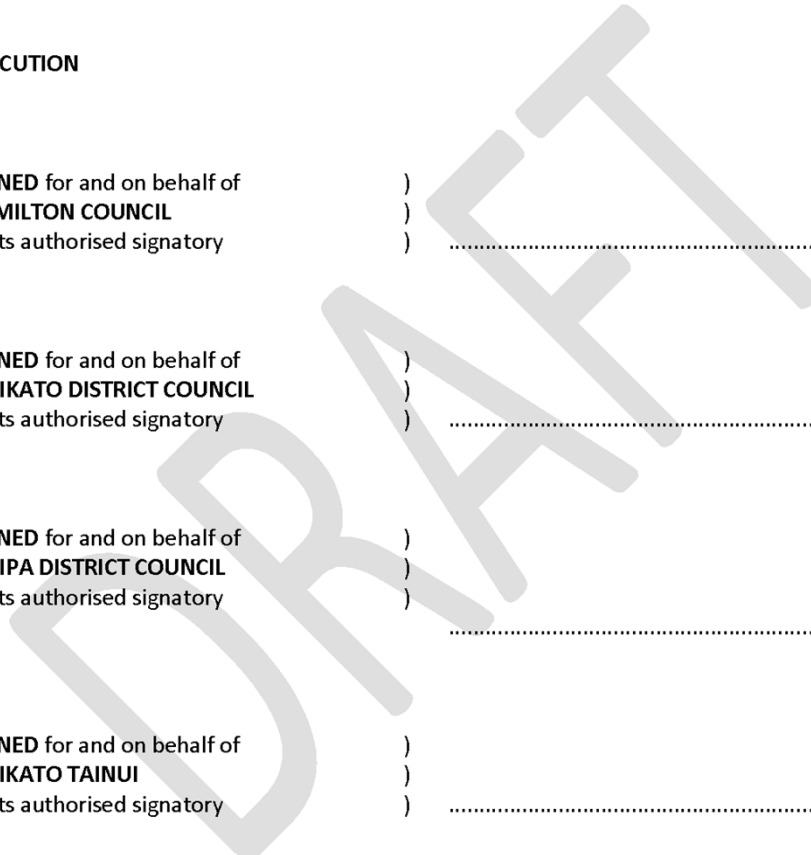 CUTION
NED for and on behalf of )
MILTON COUNCIL )
ts authorised signatory ) ......................................................................
NED for and on behalf of )
IKATO DISTRICT COUNCIL )
ts authorised signatory ) ......................................................................
NED for and on behalf of )
IPA DISTRICT COUNCIL )
ts authorised signatory )
......................................................................
NED for and on behalf of )
IKATO TAINUI )
ts authorised signatory ) ......................................................................
DRAFT